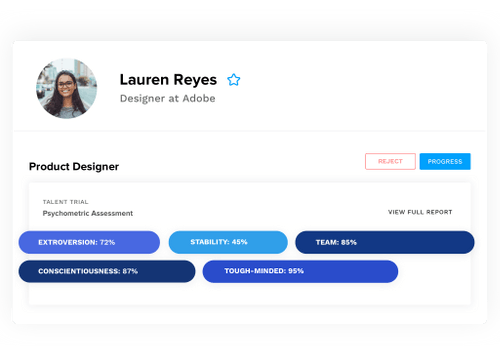 Lauren Reyes
Designer at Adobe
Product Designer
REJECT
PROGRESS
TALENT TRIAL
Psychometric Assessment
VIEW FULL REPORT
EXTROVERSION: 72%
STABILITY: 45%
TEAM: 85%
CONSCIENTIOUSNESS: 87%
TOUGH-MINDED: 95%